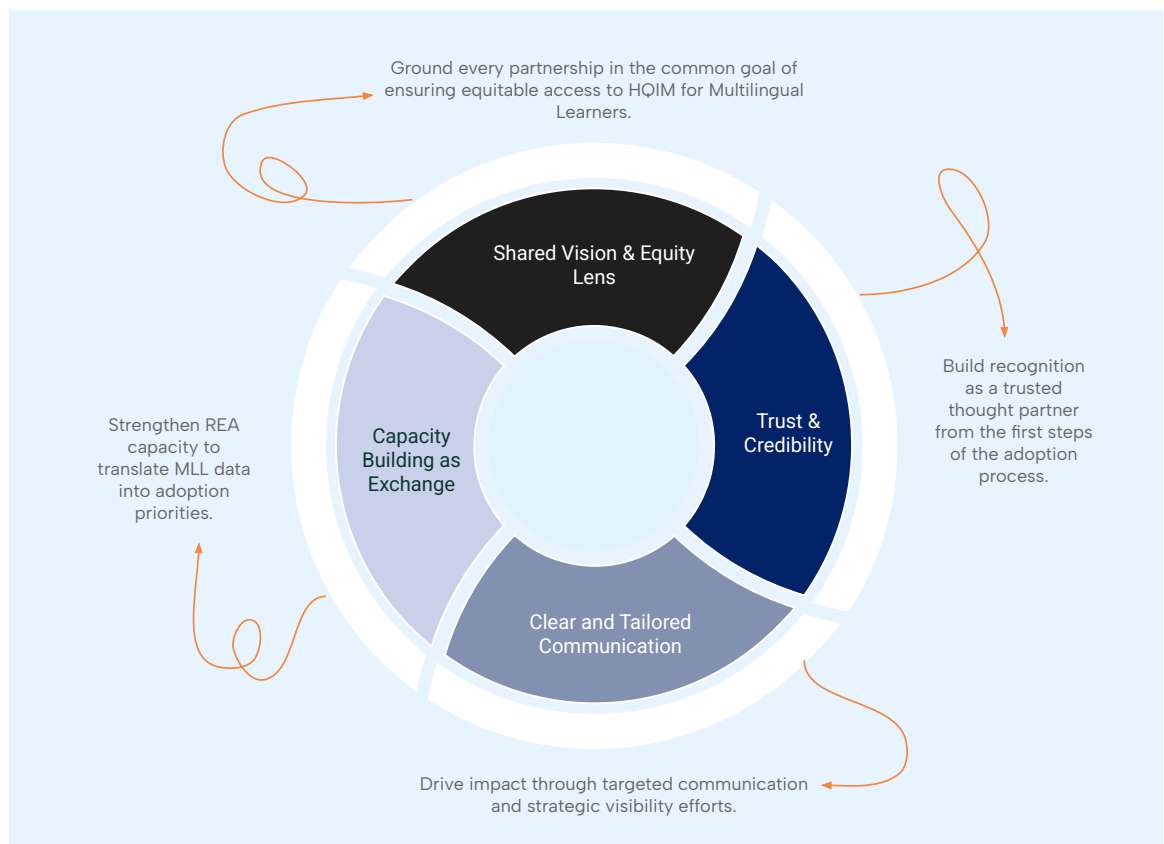 Ground every partnership in the common goal of
ensuring equitable access to HQIM for Multilingual
Learners.
Shared Vision & Equity
Lens
Trust &
Credibility
Build recognition
as a trusted
thought partner
from the first steps
of the adoption
process.
Clear and Tailored
Communication
Drive impact through targeted communication
and strategic visibility efforts.
Capacity
Building as
Exchange
Strengthen REA
capacity to
translate MLL data
into adoption
priorities.